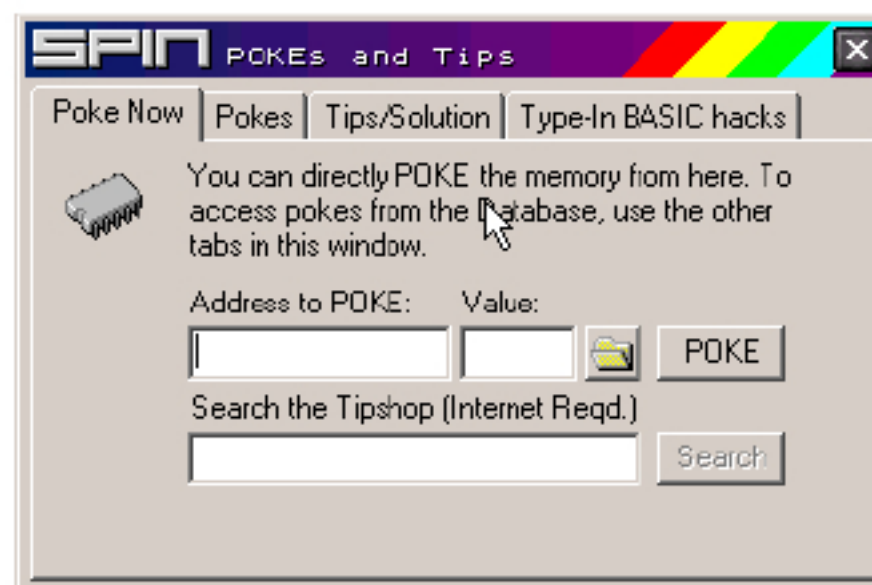 SPIN POKEs and Tips
Poke Now Pokes Tips/Solution Type-In BASIC hacks
You can directly POKE the memory from here. To
access pokes from the Database, use the other
tabs in this window.
Address to POKE: Value:
POKE
Search the Tipshop (Internet Reqd.)
Search